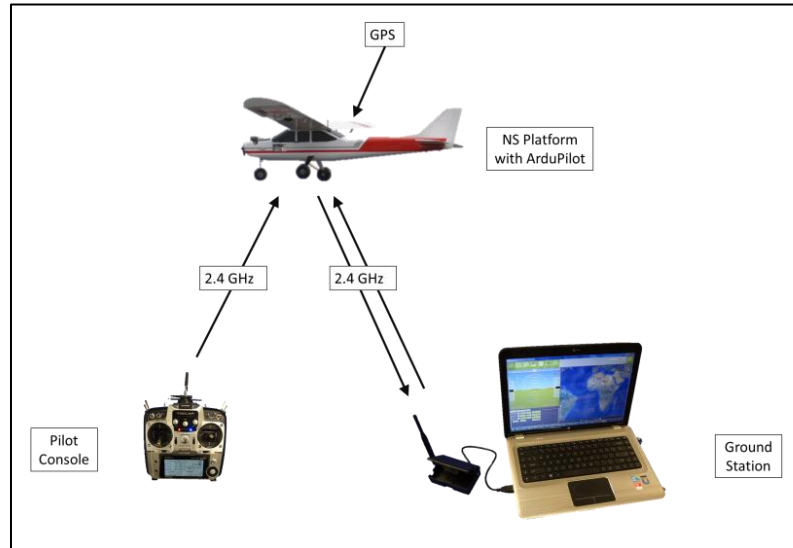 GPS
NS Platform
with ArduPilot
2.4 GHz
2.4 GHz
Pilot
Console
Ground
Station